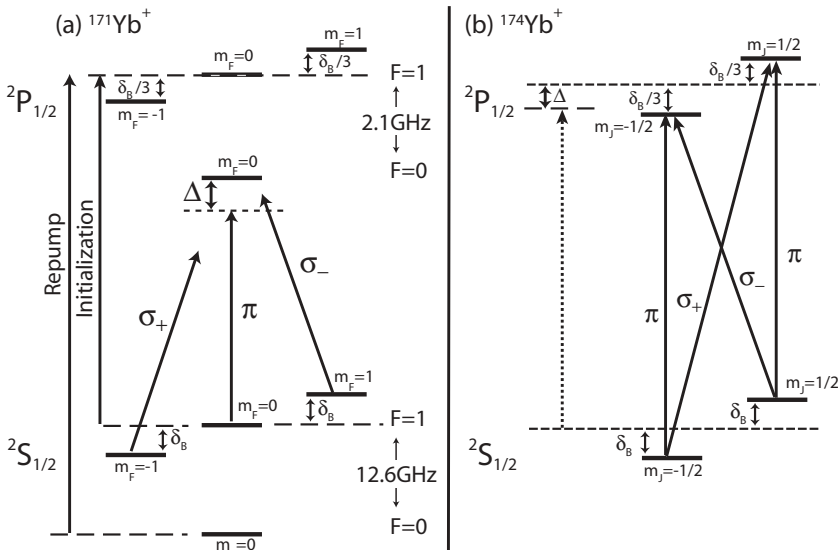 (a) ¹⁷¹Yb⁺
m_F=1
m_F=0
δ_B/3
F=1
δ_B/3
²P₁/₂
m_F=-1
2.1GHz
F=0
m_F=0
Δ
Repump
Initialization
σ₊
π
σ₋
m_F=1
m_F=0
δ_B
F=1
δ_B
²S₁/₂
m_F=-1
12.6GHz
F=0
m=0
(b) ¹⁷⁴Yb⁺
m_J=1/2
δ_B/3
²P₁/₂
Δ
δ_B/3
m_J=-1/2
π
σ₊
σ₋
π
m_J=1/2
δ_B
²S₁/₂
δ_B
m_J=-1/2